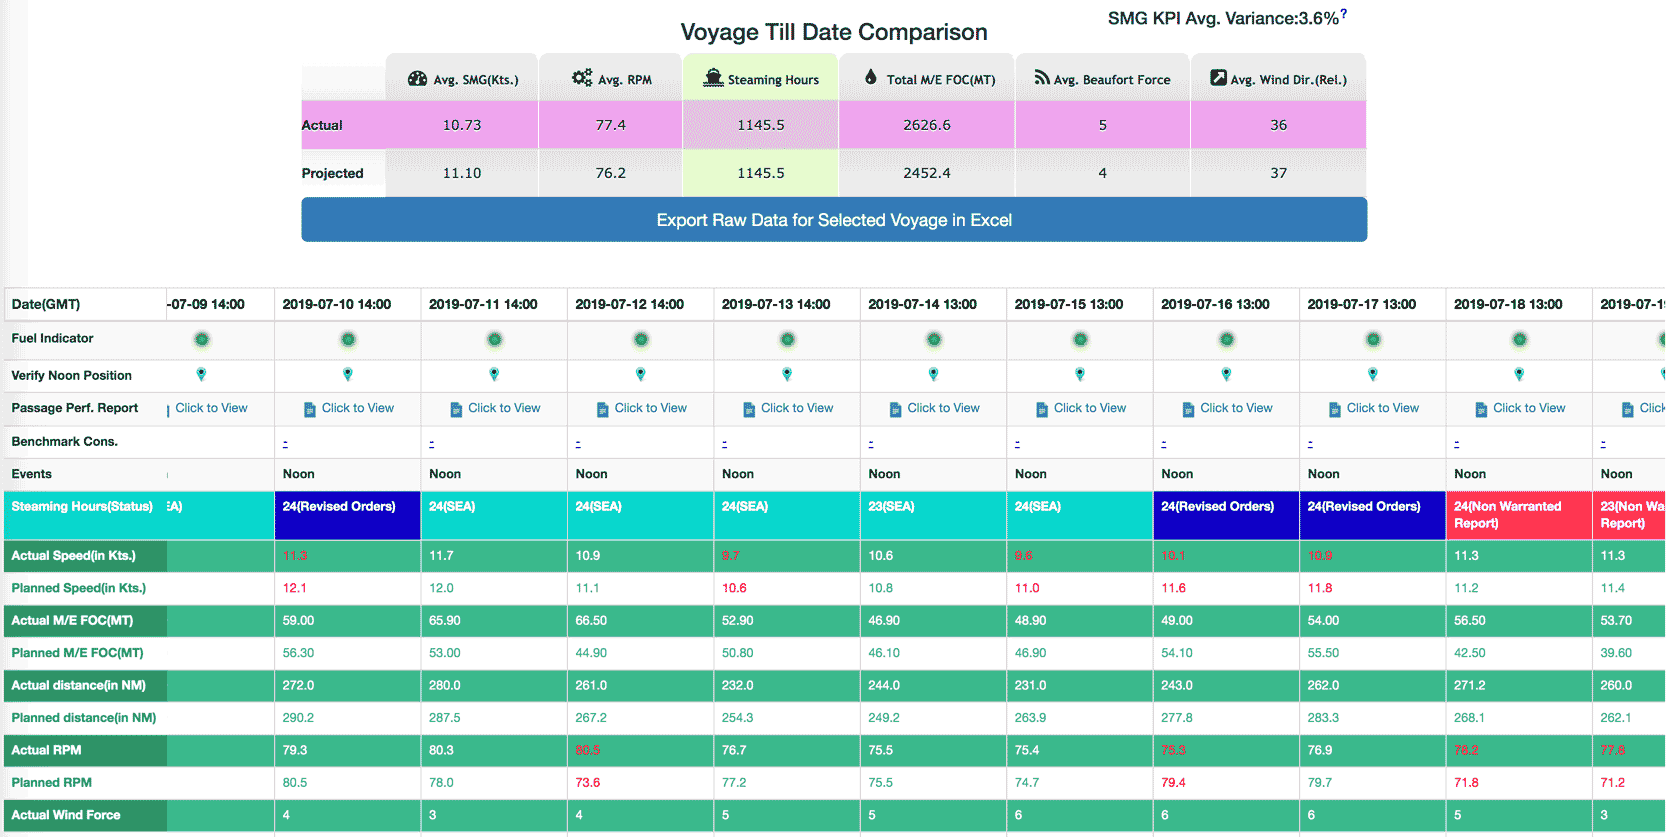 SMG KPI Avg. Variance:3.6%?
Voyage Till Date Comparison
Avg. SMG(Kts.) Avg. RPM Steaming Hours Total M/E FOC(MT) Avg. Beaufort Force Avg. Wind Dir.(Rel.)
Actual 10.73 77.4 1145.5 2626.6 5 36
Projected 11.10 76.2 1145.5 2452.4 4 37
Export Raw Data for Selected Voyage in Excel
Date(GMT) -07-09 14:00 2019-07-10 14:00 2019-07-11 14:00 2019-07-12 14:00 2019-07-13 14:00 2019-07-14 13:00 2019-07-15 13:00 2019-07-16 13:00 2019-07-17 13:00 2019-07-18 13:00 2019-07-1
Fuel Indicator
Verify Noon Position
Passage Perf. Report Click to View Click to View Click to View Click to View Click to View Click to View Click to View Click to View Click to View Click to View Click
Benchmark Cons. - - - - - - - - - -
Events Noon Noon Noon Noon Noon Noon Noon Noon Noon Noon
Steaming Hours(Status) EA) 24(Revised Orders) 24(SEA) 24(SEA) 24(SEA) 23(SEA) 24(SEA) 24(Revised Orders) 24(Revised Orders) 24(Non Warranted Report) 23(Non Wa Report)
Actual Speed(in Kts.) 11.3 11.7 10.9 9.7 10.6 9.6 10.1 10.9 11.3 11.3
Planned Speed(in Kts.) 12.1 12.0 11.1 10.6 10.8 11.0 11.6 11.8 11.2 11.4
Actual M/E FOC(MT) 59.00 65.90 66.50 52.90 46.90 48.90 49.00 54.00 56.50 53.70
Planned M/E FOC(MT) 56.30 53.00 44.90 50.80 46.10 46.90 54.10 55.50 42.50 39.60
Actual distance(in NM) 272.0 280.0 261.0 232.0 244.0 231.0 243.0 262.0 271.2 260.0
Planned distance(in NM) 290.2 287.5 267.2 254.3 249.2 263.9 277.8 283.3 268.1 262.1
Actual RPM 79.3 80.3 80.5 76.7 75.5 75.4 75.3 76.9 78.2 77.8
Planned RPM 80.5 78.0 73.6 77.2 75.5 74.7 79.4 79.7 71.8 71.2
Actual Wind Force 4 3 4 5 5 6 6 6 5 3